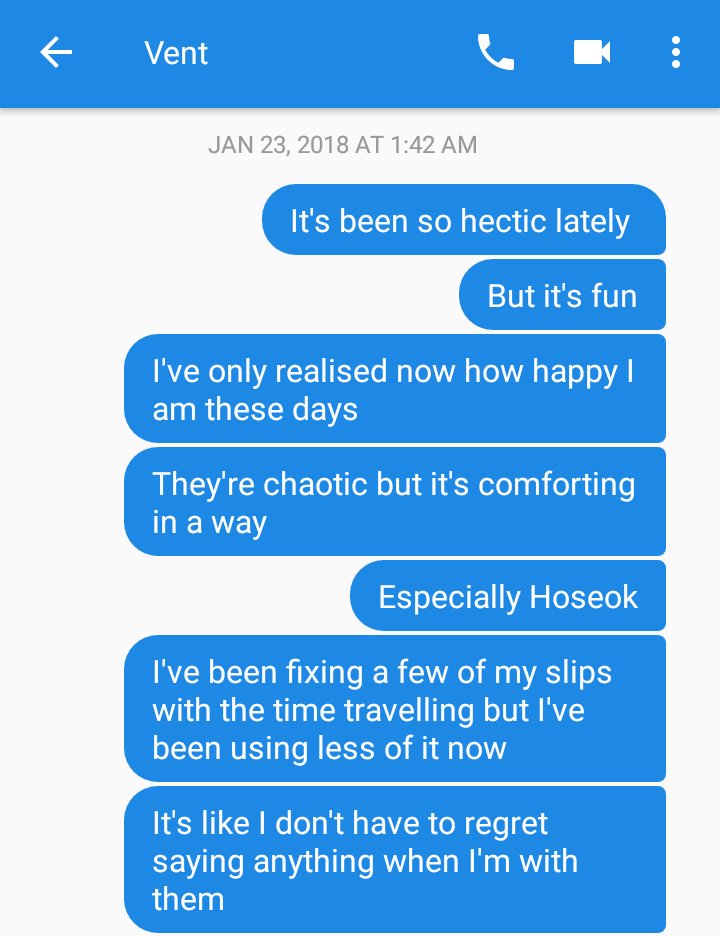 Vent
JAN 23, 2018 AT 1:42 AM
It's been so hectic lately
But it's fun
I've only realised now how happy I
am these days
They're chaotic but it's comforting
in a way
Especially Hoseok
I've been fixing a few of my slips
with the time travelling but I've
been using less of it now
It's like I don't have to regret
saying anything when I'm with
them